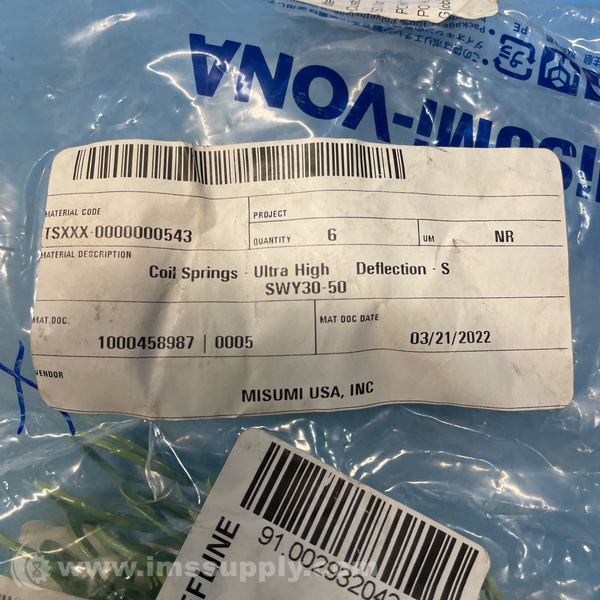 MISUMI-VONA
MATERIAL CODE
TSXXX-0000000543
PROJECT
QUANTITY 6 UM NR
MATERIAL DESCRIPTION
Coil Springs - Ultra High Deflection - S
SWY30-50
MAT.DOC.
1000458987 | 0005
MAT DOC DATE
03/21/2022
VENDOR
MISUMI USA, INC
FFLINE
91.00293204
www.imssupply.com